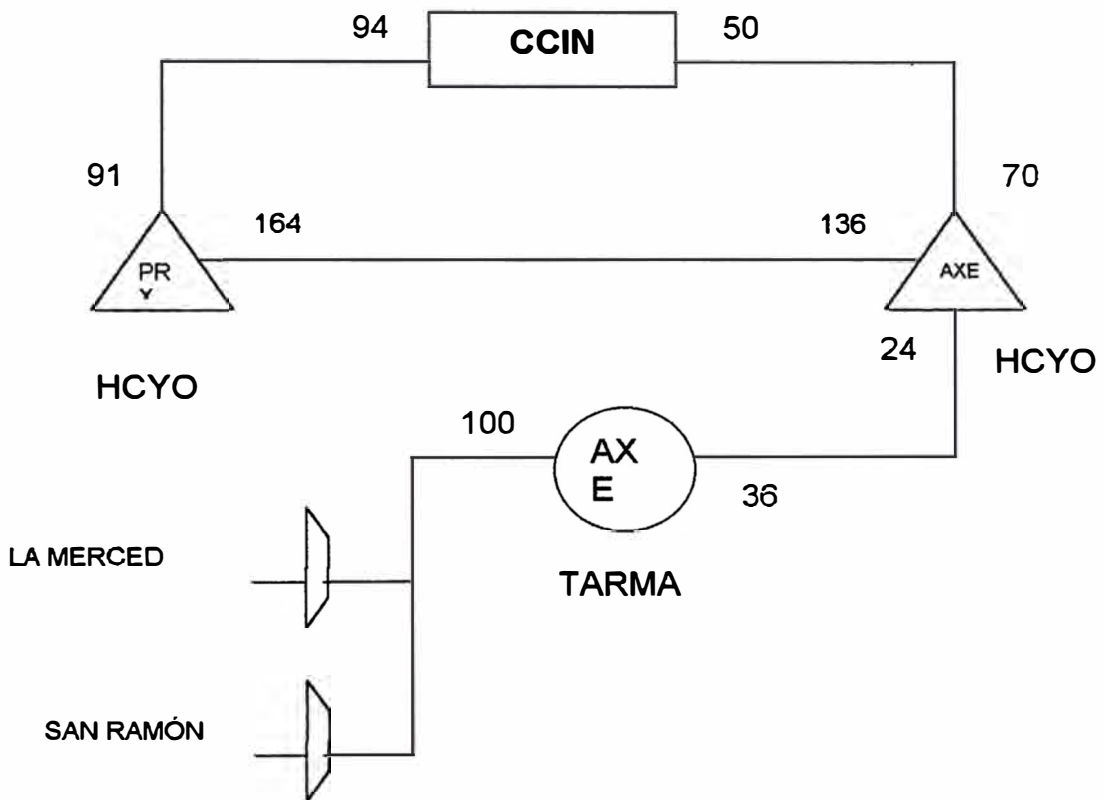 94
CCIN
50
91
70
164
136
PR
Y
AXE
HCYO
24
HCYO
100
AX
E
36
LA MERCED
TARMA
SAN RAMÓN